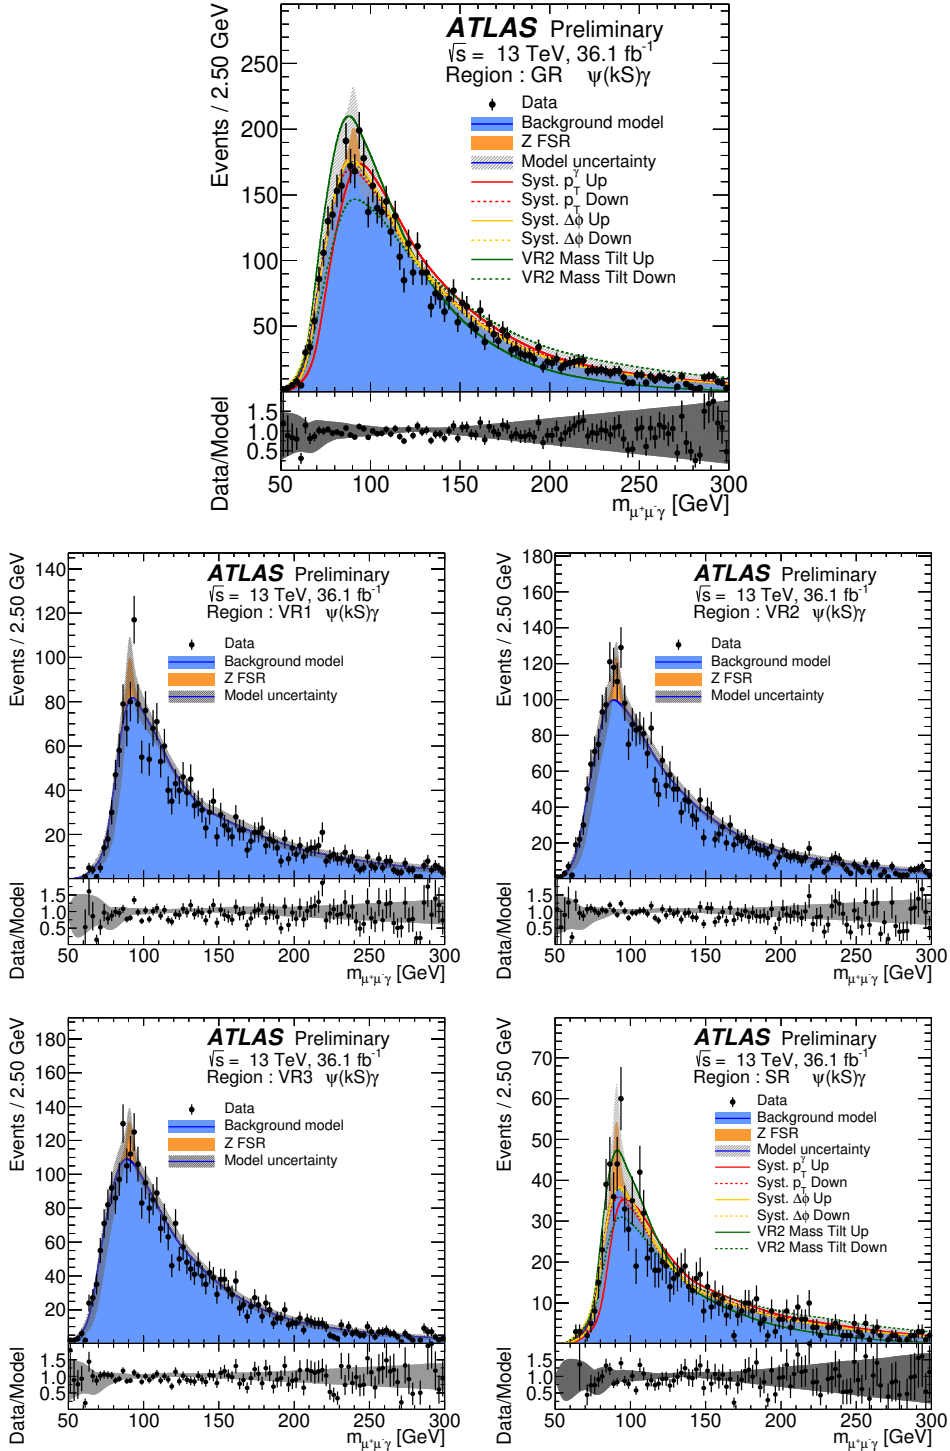 ATLAS Preliminary
√s = 13 TeV, 36.1 fb⁻¹
Region : GR ψ(kS)γ
Data
Background model
Z FSR
Model uncertainty
Syst. p_T^γ Up
Syst. p_T Down
Syst. Δϕ Up
Syst. Δϕ Down
VR2 Mass Tilt Up
VR2 Mass Tilt Down
Events / 2.50 GeV
250
200
150
100
50
Data/Model
1.5
1.0
0.5
50 100 150 200 250 300
m_μ⁺μ⁻γ [GeV]
ATLAS Preliminary
√s = 13 TeV, 36.1 fb⁻¹
Region : VR1 ψ(kS)γ
Data
Background model
Z FSR
Model uncertainty
Events / 2.50 GeV
140
120
100
80
60
40
20
Data/Model
1.5
1.0
0.5
50 100 150 200 250 300
m_μ⁺μ⁻γ [GeV]
ATLAS Preliminary
√s = 13 TeV, 36.1 fb⁻¹
Region : VR2 ψ(kS)γ
Data
Background model
Z FSR
Model uncertainty
Events / 2.50 GeV
180
160
140
120
100
80
60
40
20
Data/Model
1.5
1.0
0.5
50 100 150 200 250 300
m_μ⁺μ⁻γ [GeV]
ATLAS Preliminary
√s = 13 TeV, 36.1 fb⁻¹
Region : VR3 ψ(kS)γ
Data
Background model
Z FSR
Model uncertainty
Events / 2.50 GeV
180
160
140
120
100
80
60
40
20
Data/Model
1.5
1.0
0.5
50 100 150 200 250 300
m_μ⁺μ⁻γ [GeV]
ATLAS Preliminary
√s = 13 TeV, 36.1 fb⁻¹
Region : SR ψ(kS)γ
Data
Background model
Z FSR
Model uncertainty
Syst. p_T^γ Up
Syst. p_T Down
Syst. Δϕ Up
Syst. Δϕ Down
VR2 Mass Tilt Up
VR2 Mass Tilt Down
Events / 2.50 GeV
70
60
50
40
30
20
10
Data/Model
1.5
1.0
0.5
50 100 150 200 250 300
m_μ⁺μ⁻γ [GeV]